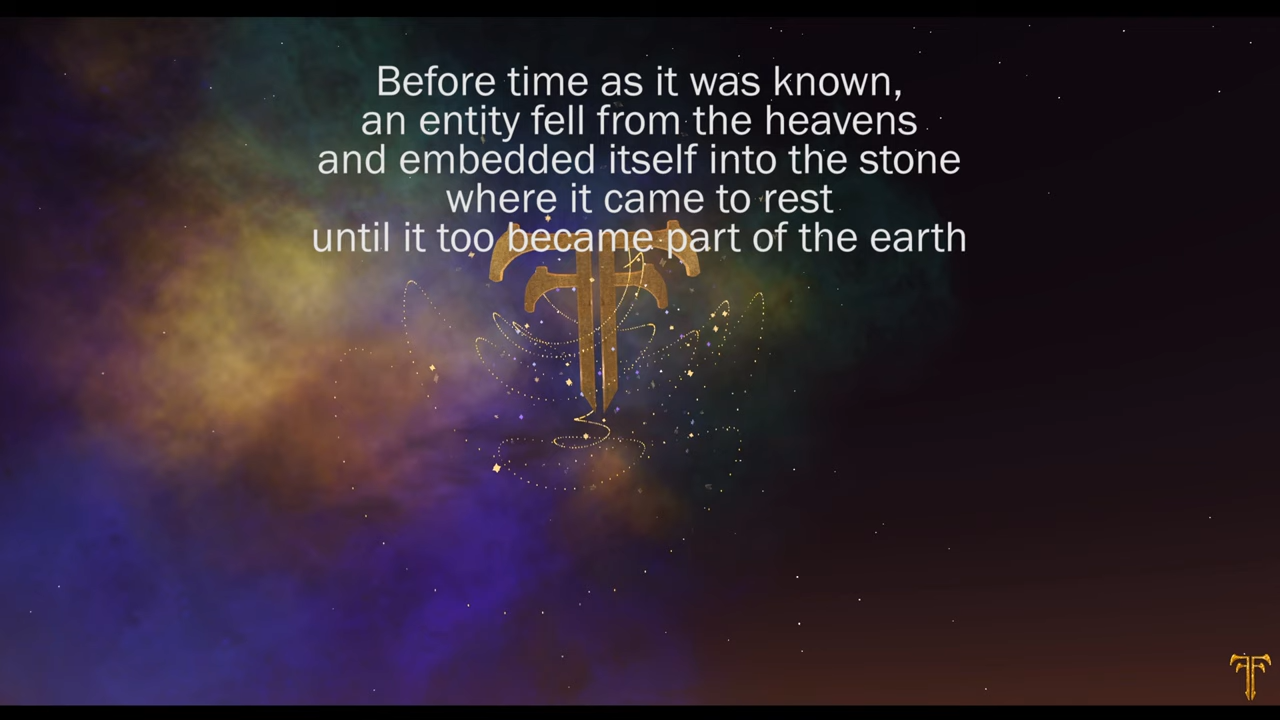 Before time as it was known,
an entity fell from the heavens
and embedded itself into the stone
where it came to rest
until it too became part of the earth